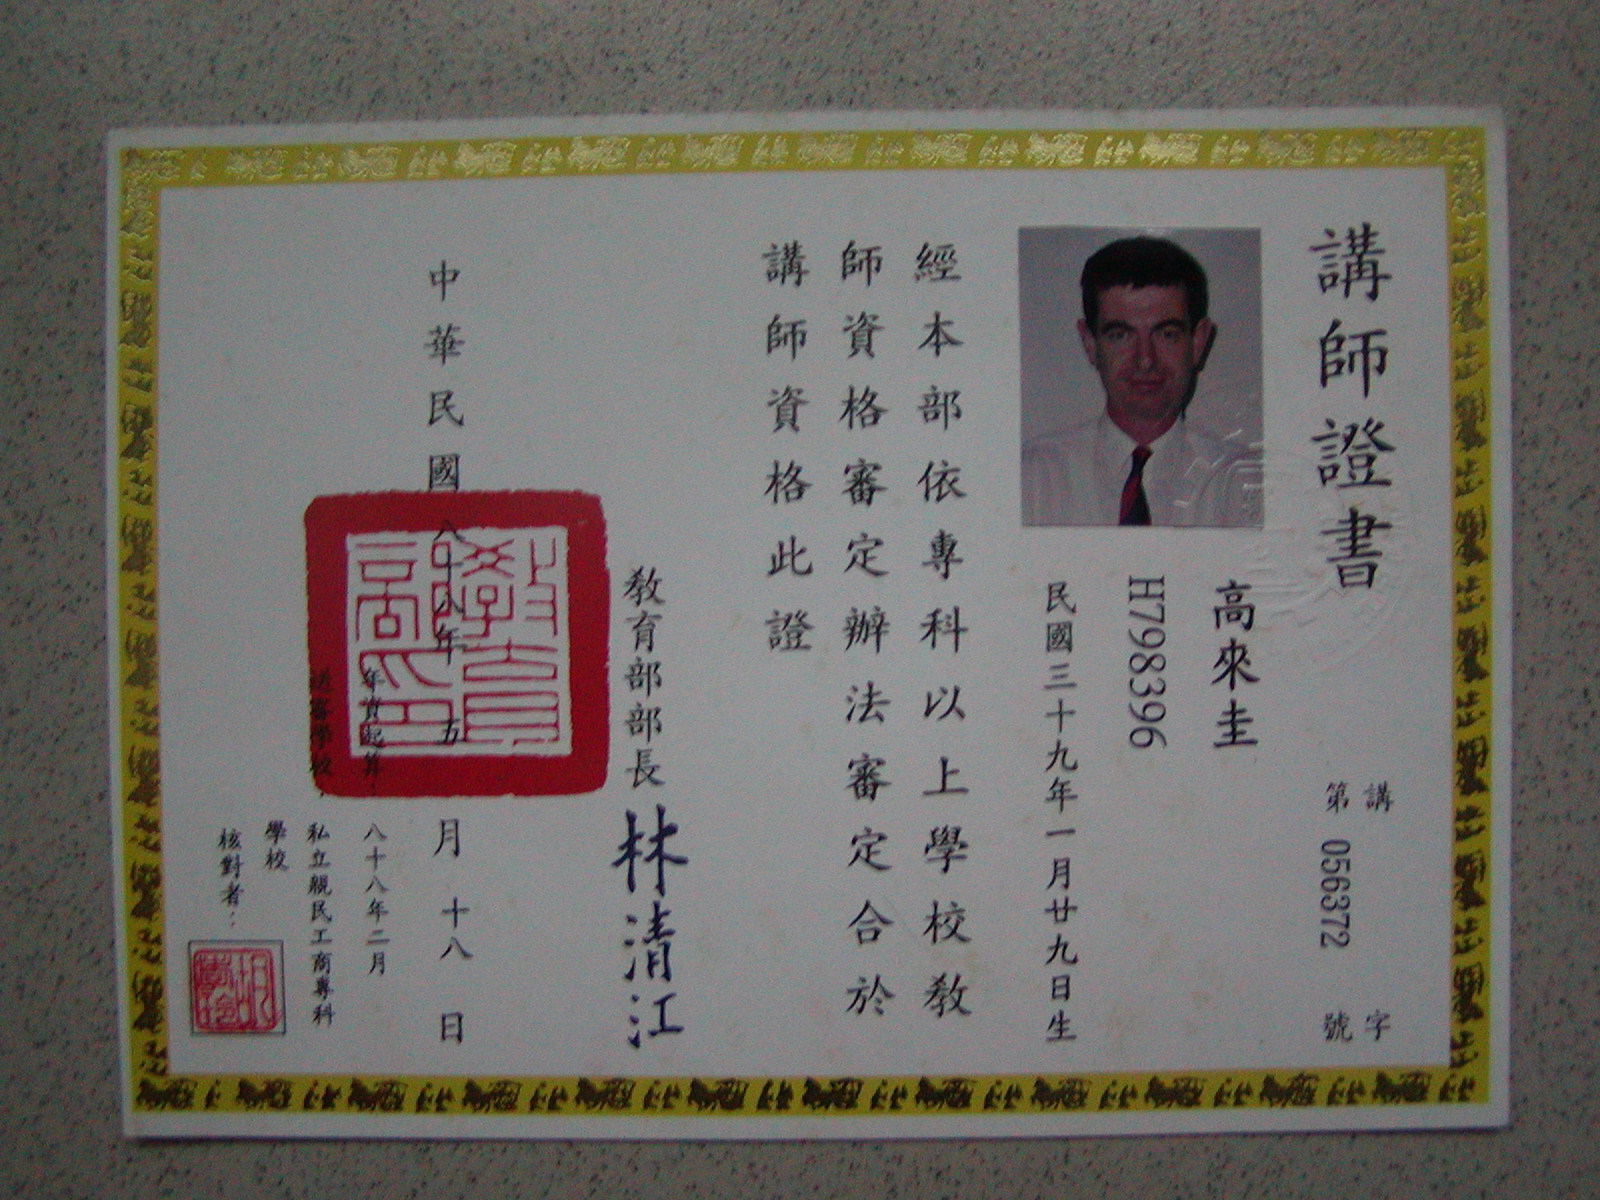 講師證書
講字
第056372號
高來圭
H7983396
民國三十九年一月廿九日生
經本部依專科以上學校教
師資格審定辦法審定合於
講師資格此證
教育部部長 林清江
中華民國八十八年五月十八日
年資起算：八十八年二月
送審學校：私立親民工商專科
學校
核對者：